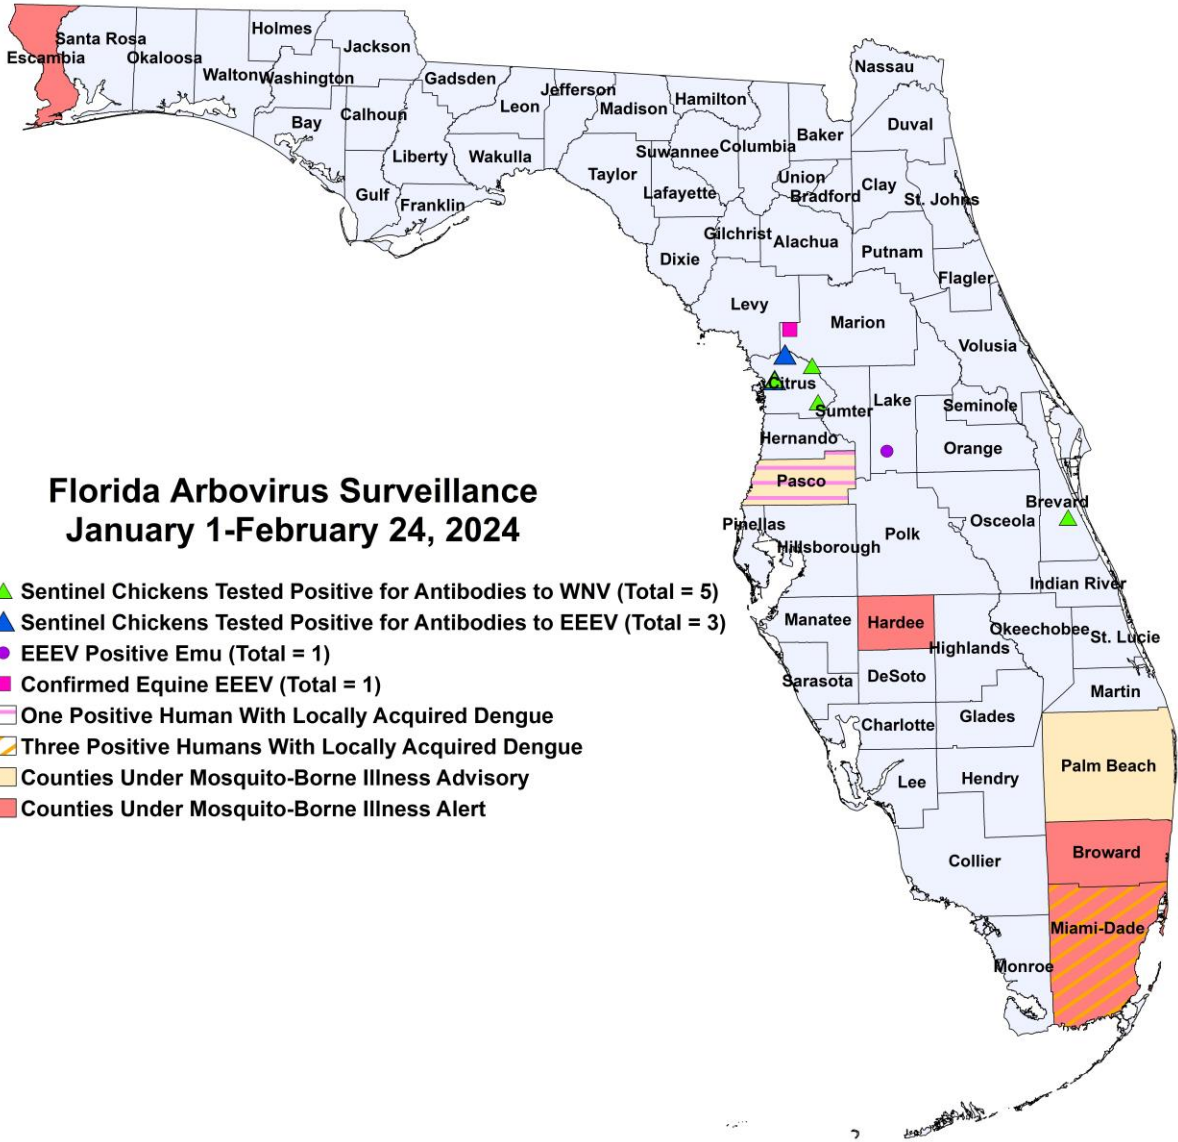 Holmes
Santa Rosa
Jackson
Escambia
Okaloosa
Walton
Washington
Gadsden
Nassau
Jefferson
Hamilton
Leon
Madison
Calhoun
Bay
Duval
Baker
Columbia
Suwannee
Liberty
Wakulla
Taylor
Union
Clay
Lafayette
Bradford
St. Johns
Gulf
Franklin
Gilchrist
Alachua
Putnam
Dixie
Flagler
Levy
Marion
Volusia
Citrus
Lake
Sumter
Seminole
Hernando
Orange
Pasco
Florida Arbovirus Surveillance
January 1-February 24, 2024
Brevard
Osceola
Pinellas
Polk
Hillsborough
Indian River
Sentinel Chickens Tested Positive for Antibodies to WNV (Total = 5)
Sentinel Chickens Tested Positive for Antibodies to EEEV (Total = 3)
EEEV Positive Emu (Total = 1)
Confirmed Equine EEEV (Total = 1)
One Positive Human With Locally Acquired Dengue
Three Positive Humans With Locally Acquired Dengue
Counties Under Mosquito-Borne Illness Advisory
Counties Under Mosquito-Borne Illness Alert
Manatee
Hardee
Okeechobee
St. Lucie
Highlands
Sarasota
DeSoto
Martin
Charlotte
Glades
Palm Beach
Lee
Hendry
Broward
Collier
Miami-Dade
Monroe